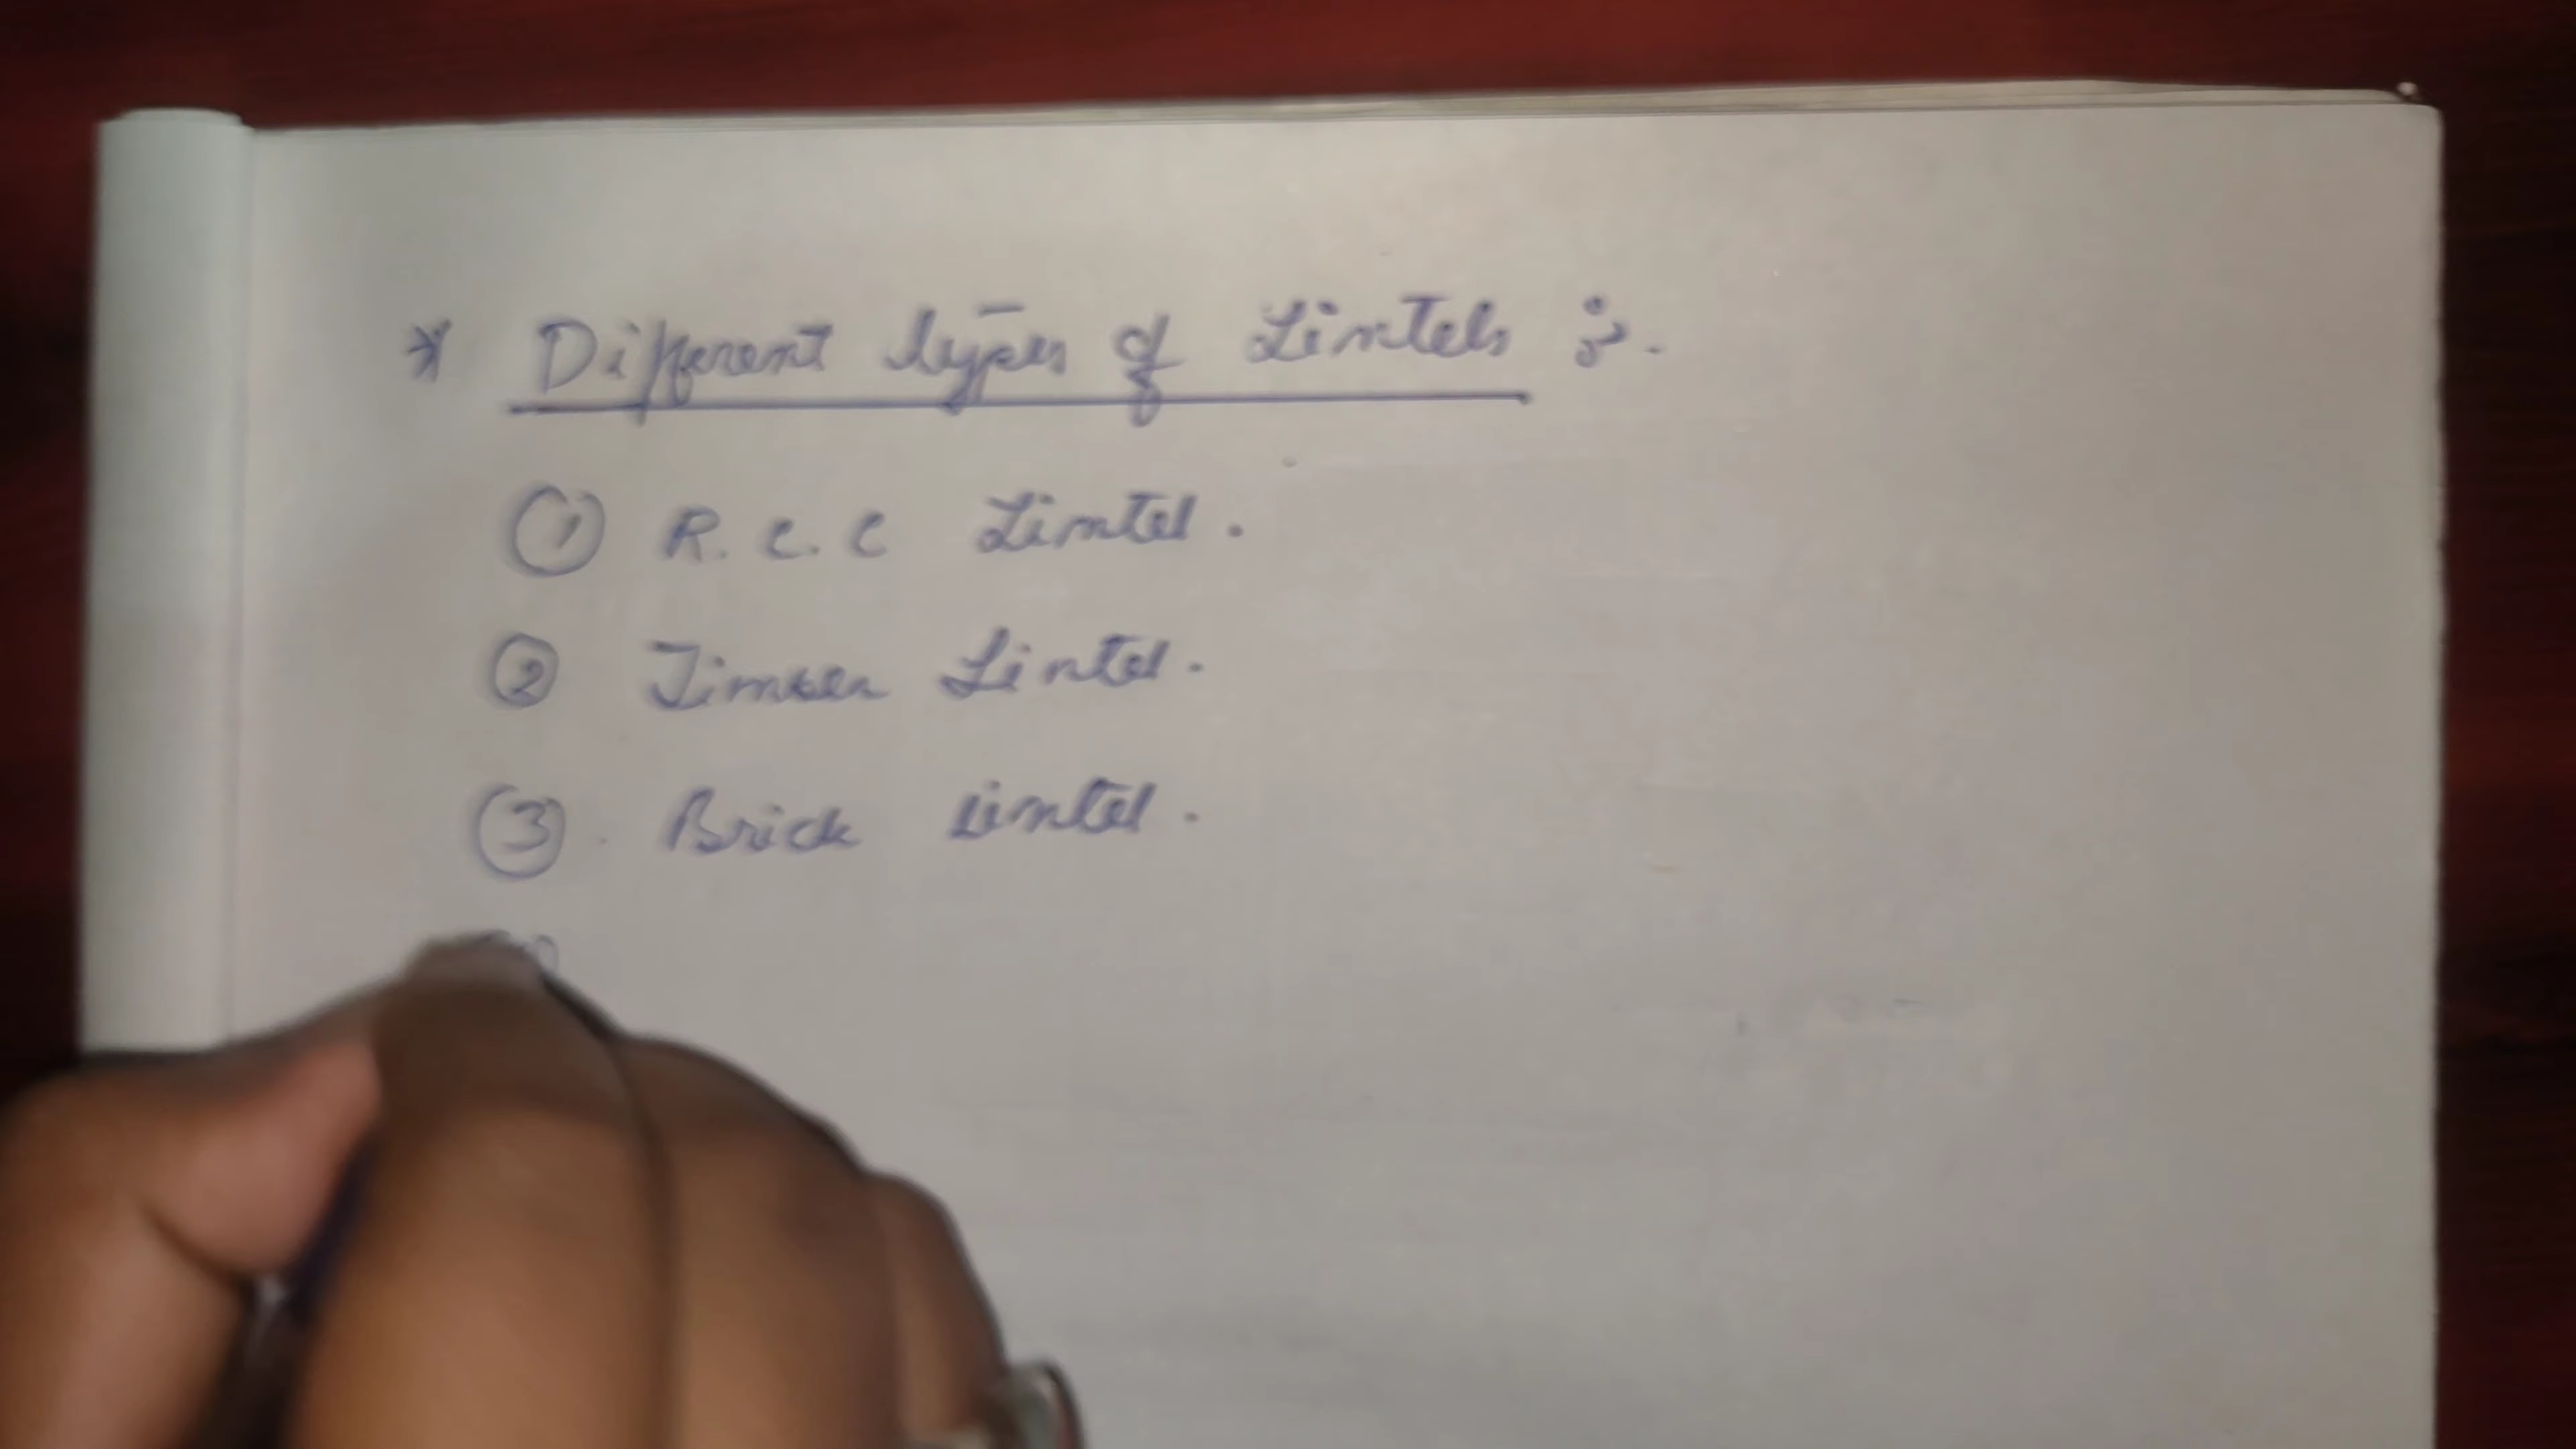 * Different types of Lintels :-
① R.C.C Lintel.
② Timber Lintel.
③. Brick Lintel.